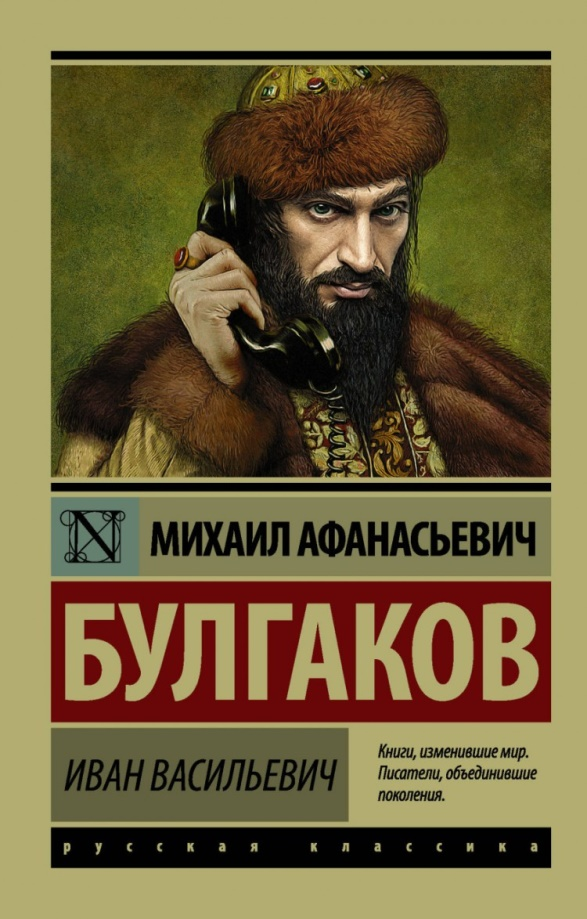 N
МИХАИЛ АФАНАСЬЕВИЧ
БУЛГАКОВ
ИВАН ВАСИЛЬЕВИЧ
Книги, изменившие мир.
Писатели, объединившие
поколения.
русская классика